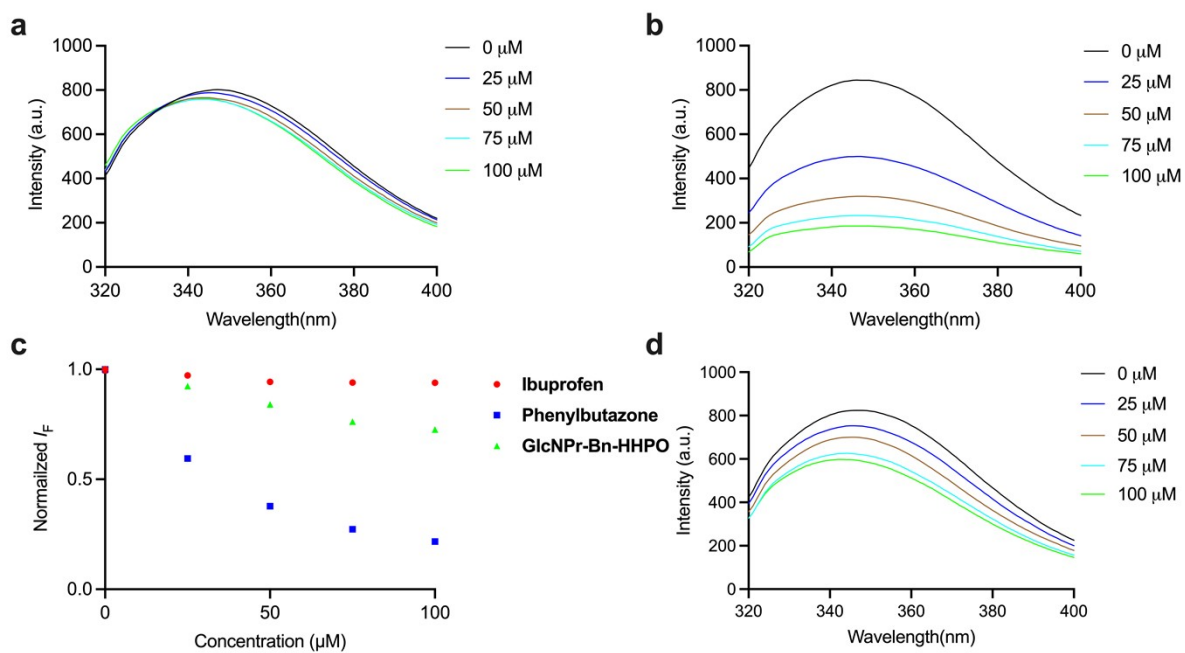 a
1000
800
600
400
200
0
Intensity (a.u.)
320
340
360
380
400
Wavelength(nm)
0 μM
25 μM
50 μM
75 μM
100 μM
b
1000
800
600
400
200
0
Intensity (a.u.)
320
340
360
380
400
Wavelength(nm)
0 μM
25 μM
50 μM
75 μM
100 μM
c
1.0
0.5
0.0
Normailzed IF
0
50
100
Concentration (μM)
Ibuprofen
Phenylbutazone
GlcNPr-Bn-HHPO
d
1000
800
600
400
200
0
Intensity (a.u.)
320
340
360
380
400
Wavelength(nm)
0 μM
25 μM
50 μM
75 μM
100 μM